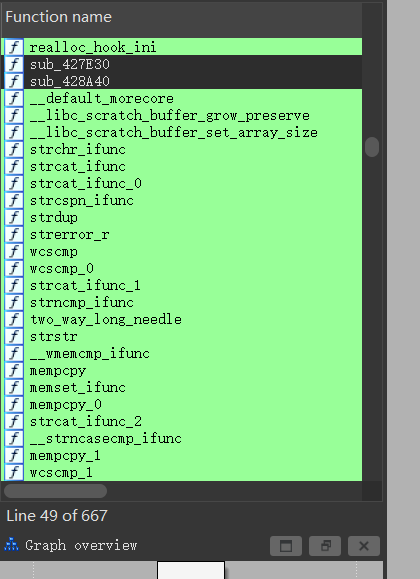 Function name
f realloc_hook_ini
f sub_427E30
f sub_428A40
f __default_morecore
f __libc_scratch_buffer_grow_preserve
f __libc_scratch_buffer_set_array_size
f strchr_ifunc
f strcat_ifunc
f strcat_ifunc_0
f strcspn_ifunc
f strdup
f strerror_r
f wcscmp
f wcscmp_0
f strcat_ifunc_1
f strncmp_ifunc
f two_way_long_needle
f strstr
f __wmemcmp_ifunc
f mempcpy
f memset_ifunc
f mempcpy_0
f strcat_ifunc_2
f __strncasecmp_ifunc
f mempcpy_1
f wcscmp_1
Line 49 of 667
Graph overview